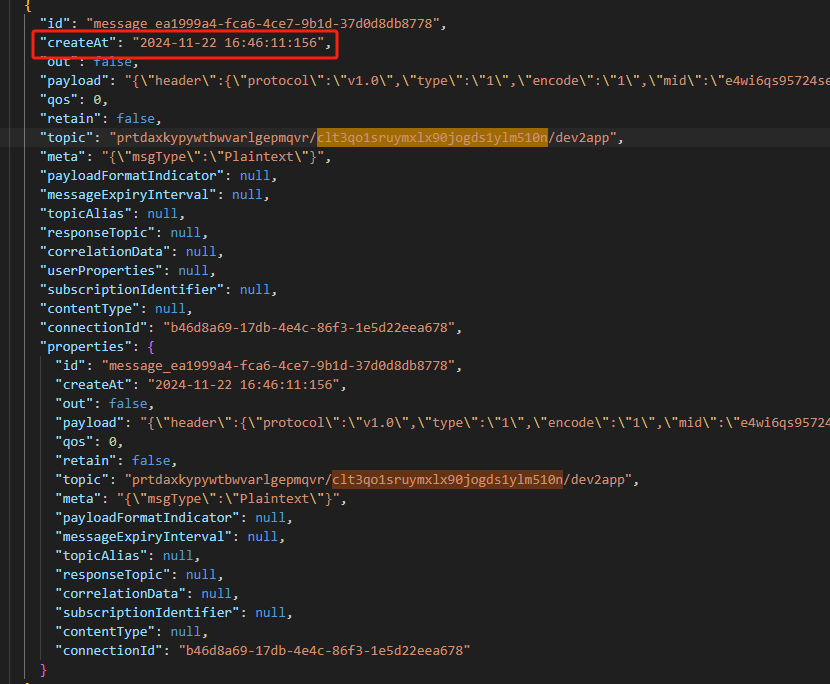 {
"id": "message_ea1999a4-fca6-4ce7-9b1d-37d0d8db8778",
"createAt": "2024-11-22 16:46:11:156",
"out": false,
"payload": "{\"header\":{\"protocol\":\"v1.0\",\"type\":\"1\",\"encode\":\"1\",\"mid\":\"e4wi6qs95724se
"qos": 0,
"retain": false,
"topic": "prtdaxkypywtbwvarlgepmqvr/clt3qo1sruymxlx90jogds1ylm510n/dev2app",
"meta": "{\"msgType\":\"Plaintext\"}",
"payloadFormatIndicator": null,
"messageExpiryInterval": null,
"topicAlias": null,
"responseTopic": null,
"correlationData": null,
"userProperties": null,
"subscriptionIdentifier": null,
"contentType": null,
"connectionId": "b46d8a69-17db-4e4c-86f3-1e5d22eea678",
"properties": {
"id": "message_ea1999a4-fca6-4ce7-9b1d-37d0d8db8778",
"createAt": "2024-11-22 16:46:11:156",
"out": false,
"payload": "{\"header\":{\"protocol\":\"v1.0\",\"type\":\"1\",\"encode\":\"1\",\"mid\":\"e4wi6qs95724
"qos": 0,
"retain": false,
"topic": "prtdaxkypywtbwvarlgepmqvr/clt3qo1sruymxlx90jogds1ylm510n/dev2app",
"meta": "{\"msgType\":\"Plaintext\"}",
"payloadFormatIndicator": null,
"messageExpiryInterval": null,
"topicAlias": null,
"responseTopic": null,
"correlationData": null,
"subscriptionIdentifier": null,
"contentType": null,
"connectionId": "b46d8a69-17db-4e4c-86f3-1e5d22eea678"
}